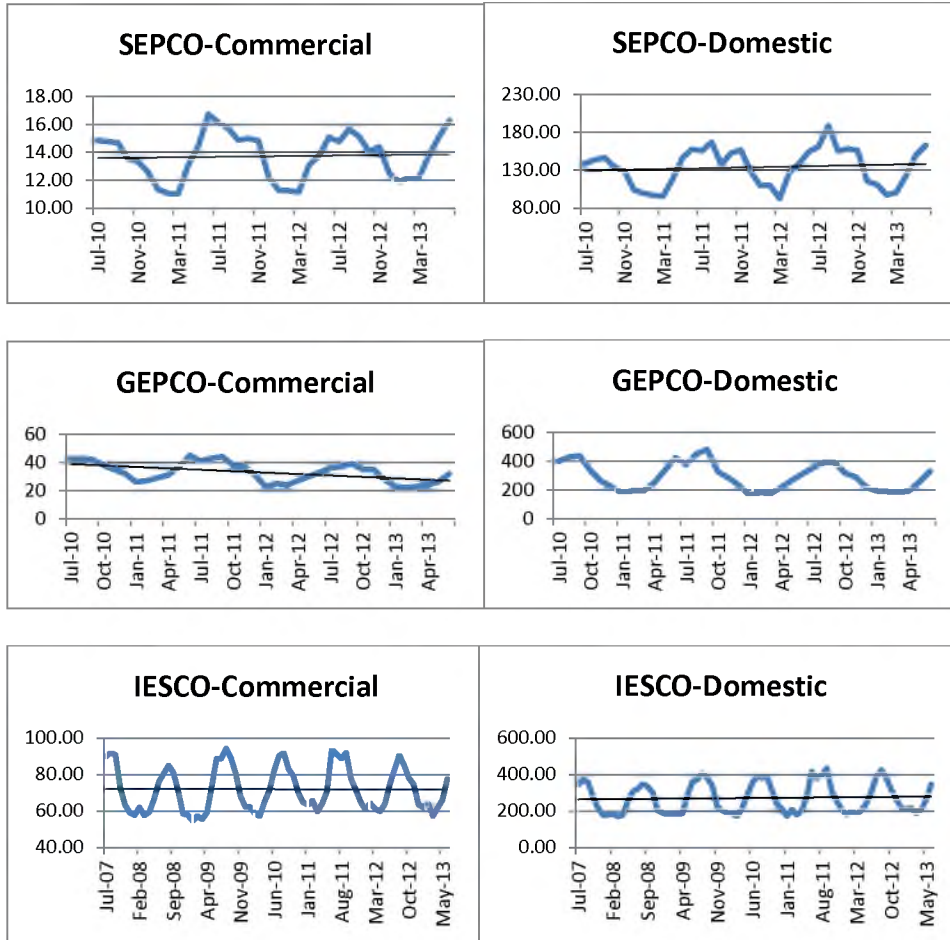 SEPCO-Commercial
18.00
16.00
14.00
12.00
10.00
Jul-10
Nov-10
Mar-11
Jul-11
Nov-11
Mar-12
Jul-12
Nov-12
Mar-13
SEPCO-Domestic
230.00
180.00
130.00
80.00
Jul-10
Nov-10
Mar-11
Jul-11
Nov-11
Mar-12
Jul-12
Nov-12
Mar-13
GEPCO-Commercial
60
40
20
0
Jul-10
Oct-10
Jan-11
Apr-11
Jul-11
Oct-11
Jan-12
Apr-12
Jul-12
Oct-12
Jan-13
Apr-13
GEPCO-Domestic
600
400
200
0
Jul-10
Oct-10
Jan-11
Apr-11
Jul-11
Oct-11
Jan-12
Apr-12
Jul-12
Oct-12
Jan-13
Apr-13
IESCO-Commercial
100.00
80.00
60.00
40.00
Jul-07
Feb-08
Sep-08
Apr-09
Nov-09
Jun-10
Jan-11
Aug-11
Mar-12
Oct-12
May-13
IESCO-Domestic
600.00
400.00
200.00
0.00
Jul-07
Feb-08
Sep-08
Apr-09
Nov-09
Jun-10
Jan-11
Aug-11
Mar-12
Oct-12
May-13